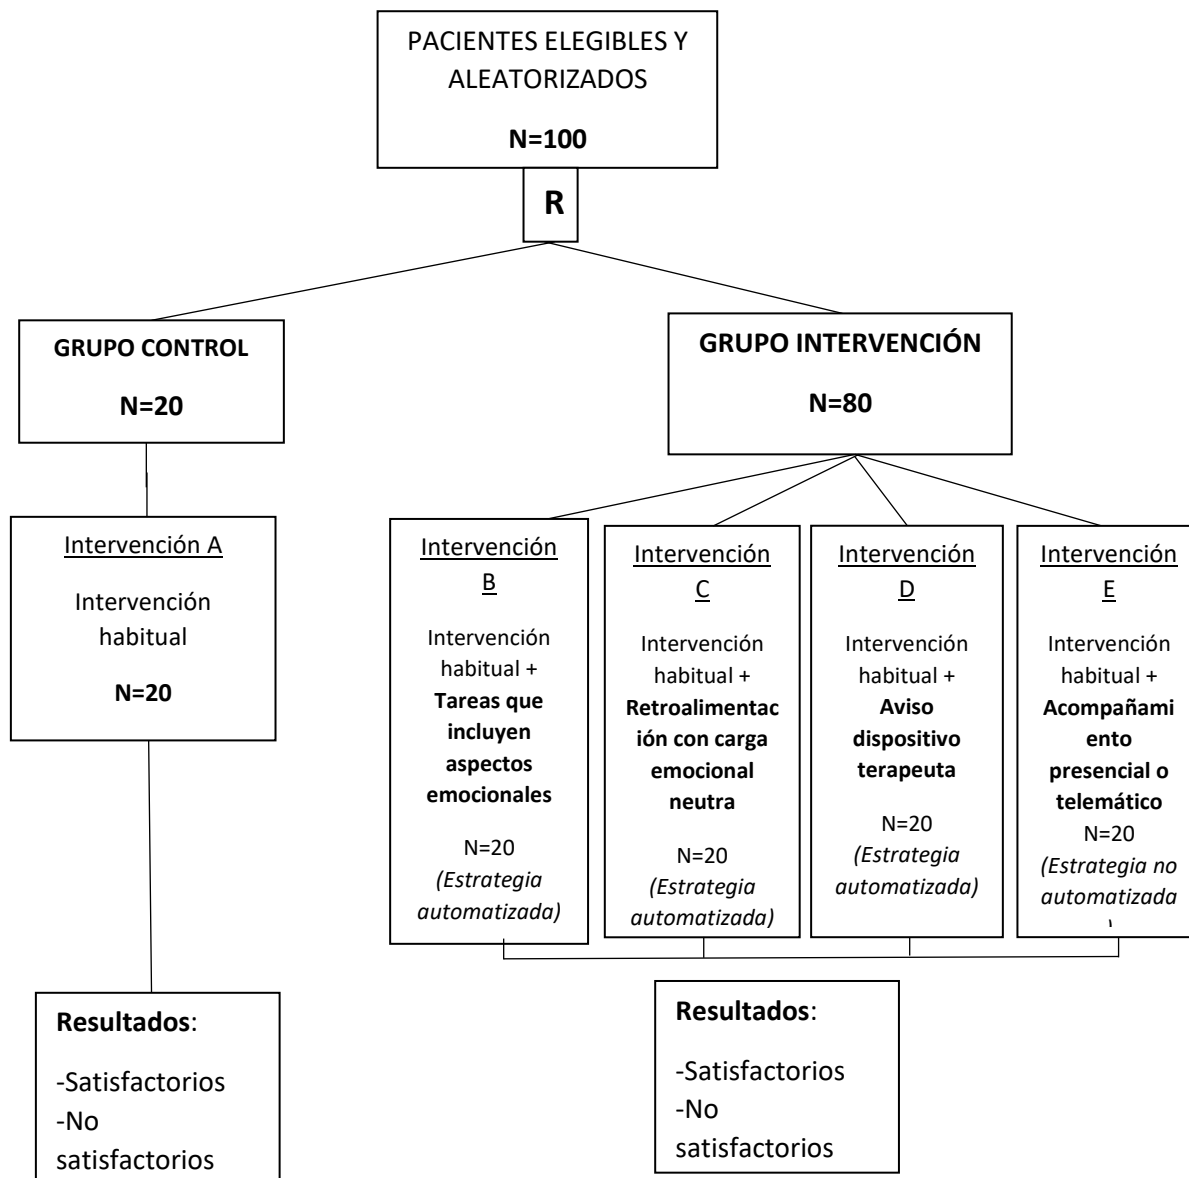 PACIENTES ELEGIBLES Y
ALEATORIZADOS
N=100
R
GRUPO CONTROL
N=20
GRUPO INTERVENCIÓN
N=80
Intervención A
Intervención
habitual
N=20
Intervención
B
Intervención
habitual +
Tareas que
incluyen
aspectos
emocionales
N=20
(Estrategia
automatizada)
Intervención
C
Intervención
habitual +
Retroalimentac
ión con carga
emocional
neutra
N=20
(Estrategia
automatizada)
Intervención
D
Intervención
habitual +
Aviso
dispositivo
terapeuta
N=20
(Estrategia
automatizada)
Intervención
E
Intervención
habitual +
Acompañami
ento
presencial o
telemático
N=20
(Estrategia no
automatizada
Resultados:
-Satisfactorios
-No
satisfactorios
Resultados:
-Satisfactorios
-No
satisfactorios